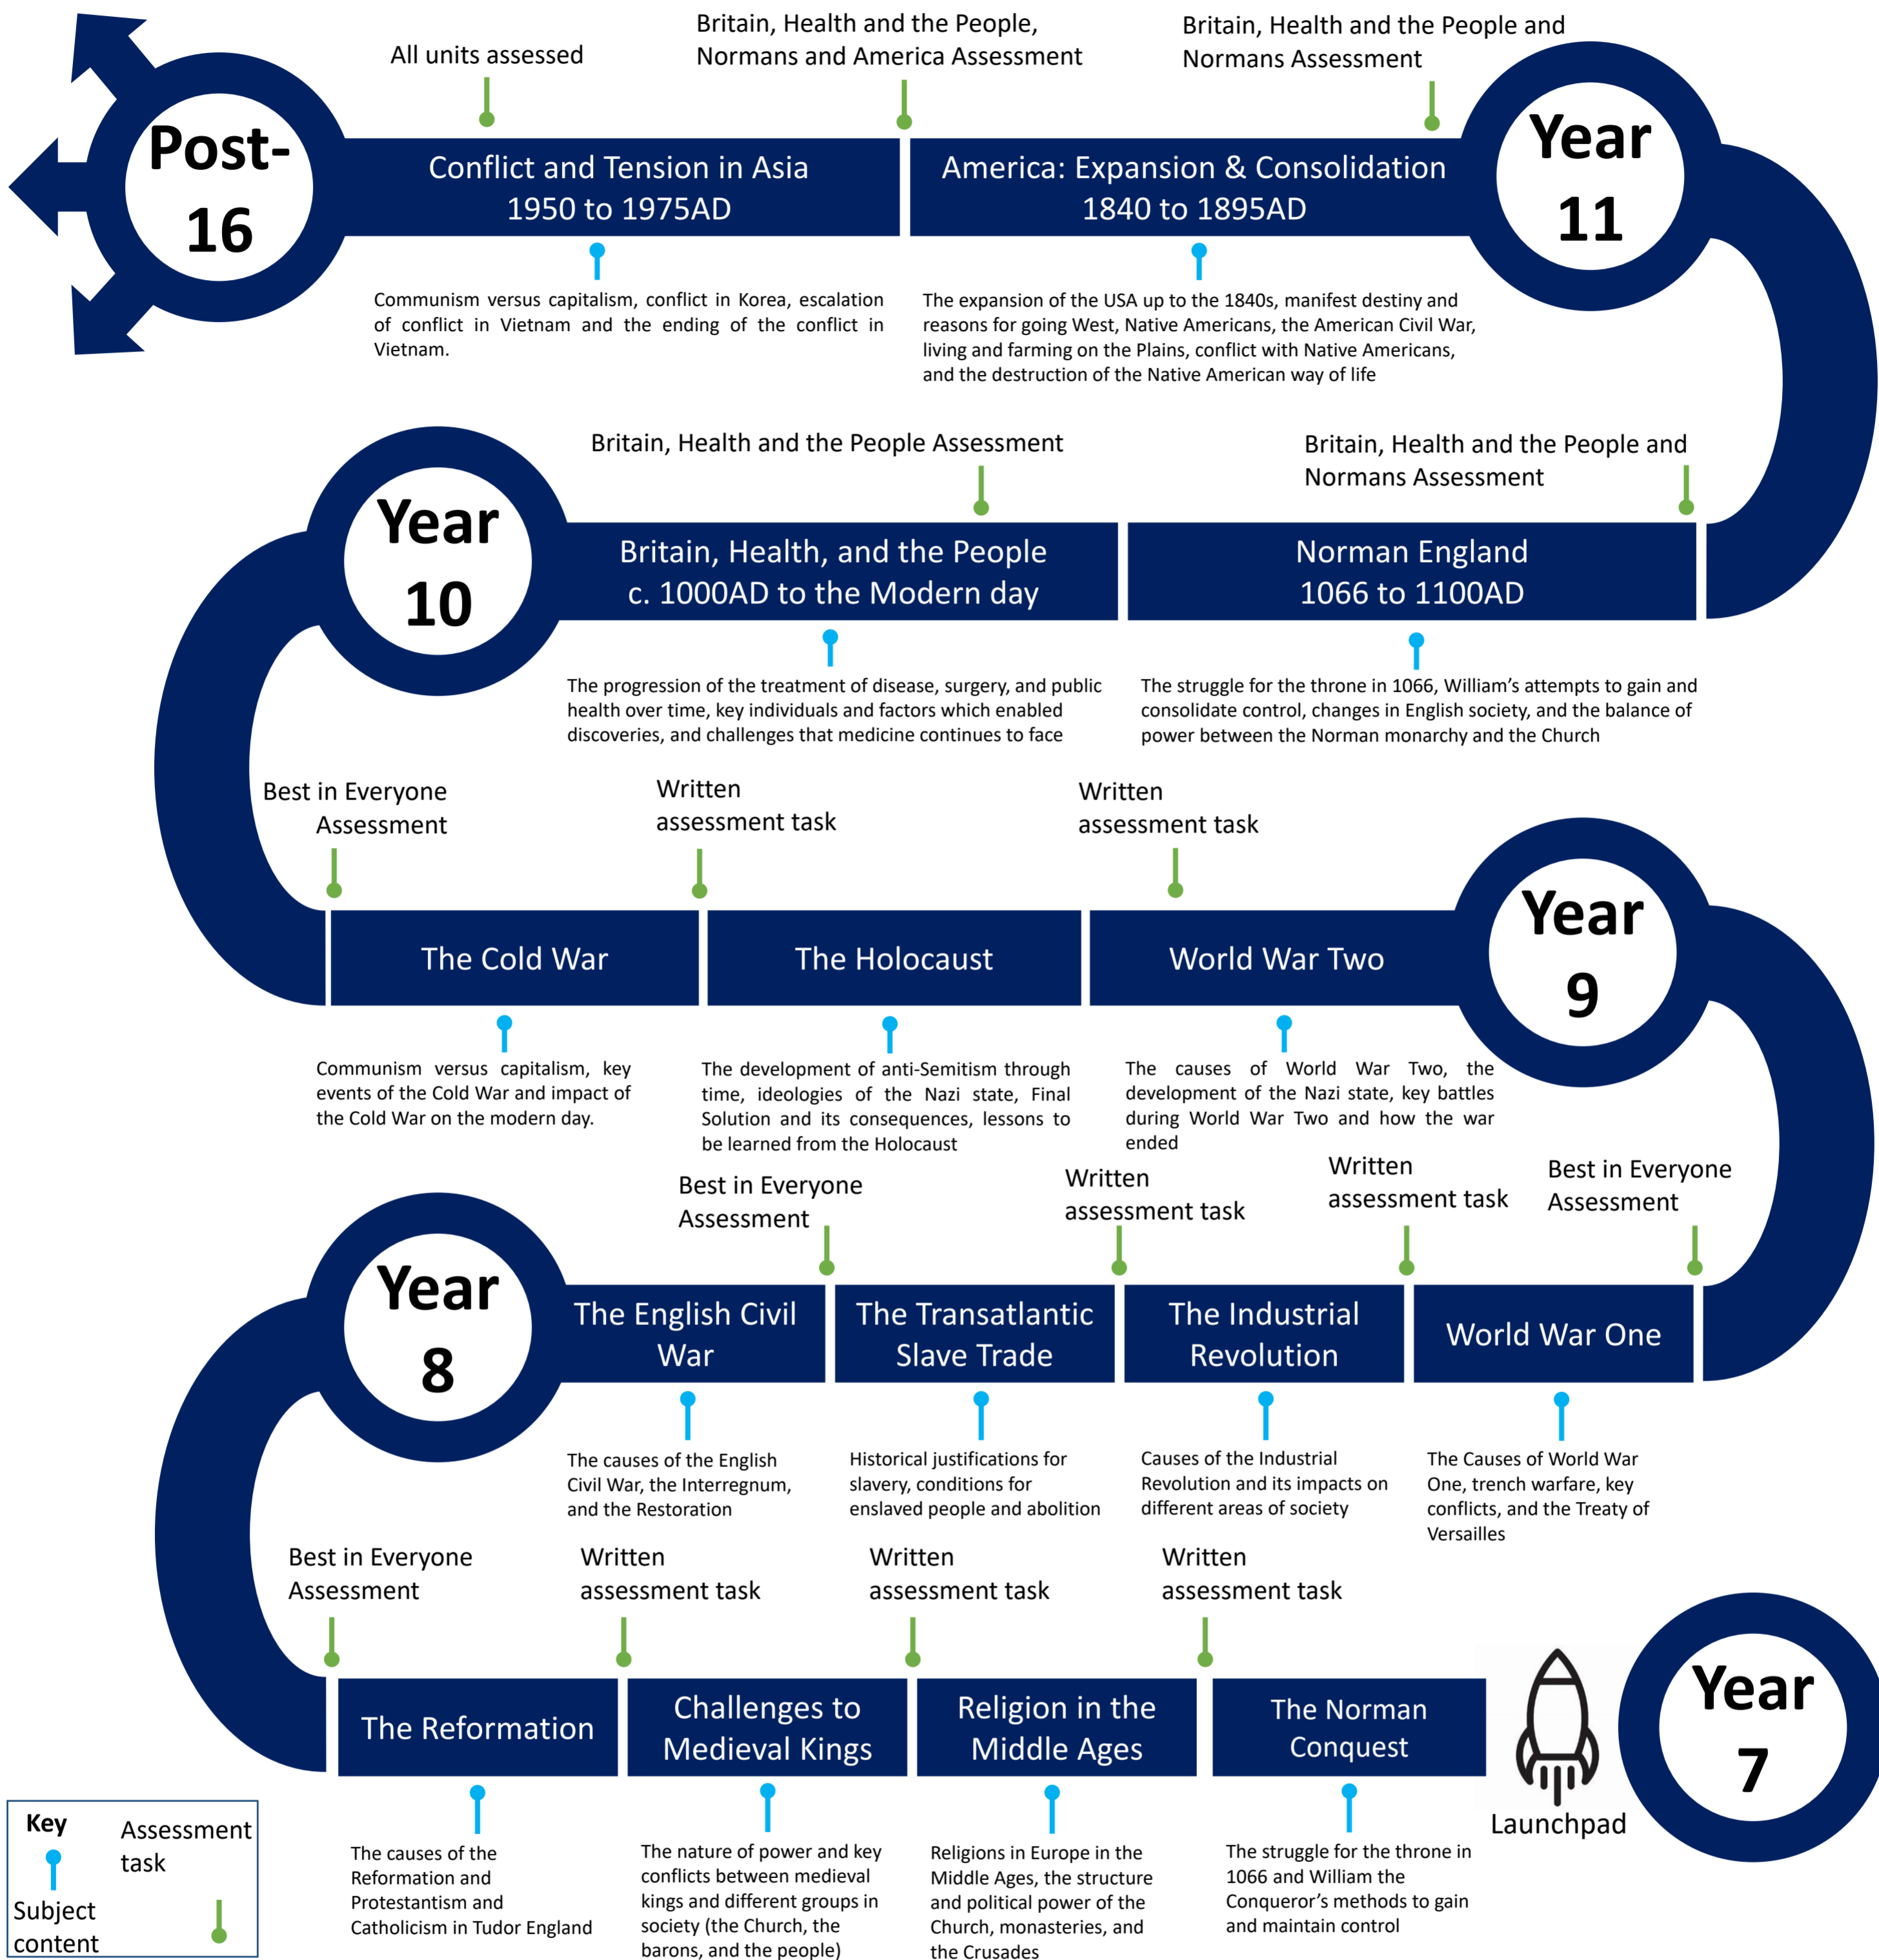 All units assessed
Britain, Health and the People,
Normans and America Assessment
Britain, Health and the People and
Normans Assessment
Post-
16
Conflict and Tension in Asia
1950 to 1975AD
America: Expansion & Consolidation
1840 to 1895AD
Year
11
Communism versus capitalism, conflict in Korea, escalation
of conflict in Vietnam and the ending of the conflict in
Vietnam.
The expansion of the USA up to the 1840s, manifest destiny and
reasons for going West, Native Americans, the American Civil War,
living and farming on the Plains, conflict with Native Americans,
and the destruction of the Native American way of life
Britain, Health and the People Assessment
Britain, Health and the People and
Normans Assessment
Year
10
Britain, Health, and the People
c. 1000AD to the Modern day
Norman England
1066 to 1100AD
The progression of the treatment of disease, surgery, and public
health over time, key individuals and factors which enabled
discoveries, and challenges that medicine continues to face
The struggle for the throne in 1066, William’s attempts to gain and
consolidate control, changes in English society, and the balance of
power between the Norman monarchy and the Church
Best in Everyone
Assessment
Written
assessment task
Written
assessment task
The Cold War
The Holocaust
World War Two
Year
9
Communism versus capitalism, key
events of the Cold War and impact of
the Cold War on the modern day.
The development of anti-Semitism through
time, ideologies of the Nazi state, Final
Solution and its consequences, lessons to
be learned from the Holocaust
The causes of World War Two, the
development of the Nazi state, key battles
during World War Two and how the war
ended
Best in Everyone
Assessment
Written
assessment task
Written
assessment task
Best in Everyone
Assessment
Year
8
The English Civil
War
The Transatlantic
Slave Trade
The Industrial
Revolution
World War One
The causes of the English
Civil War, the Interregnum,
and the Restoration
Historical justifications for
slavery, conditions for
enslaved people and abolition
Causes of the Industrial
Revolution and its impacts on
different areas of society
The Causes of World War
One, trench warfare, key
conflicts, and the Treaty of
Versailles
Best in Everyone
Assessment
Written
assessment task
Written
assessment task
Written
assessment task
The Reformation
Challenges to
Medieval Kings
Religion in the
Middle Ages
The Norman
Conquest
Launchpad
Year
7
The causes of the
Reformation and
Protestantism and
Catholicism in Tudor England
The nature of power and key
conflicts between medieval
kings and different groups in
society (the Church, the
barons, and the people)
Religions in Europe in the
Middle Ages, the structure
and political power of the
Church, monasteries, and
the Crusades
The struggle for the throne in
1066 and William the
Conqueror’s methods to gain
and maintain control
Key
Subject
content
Assessment
task